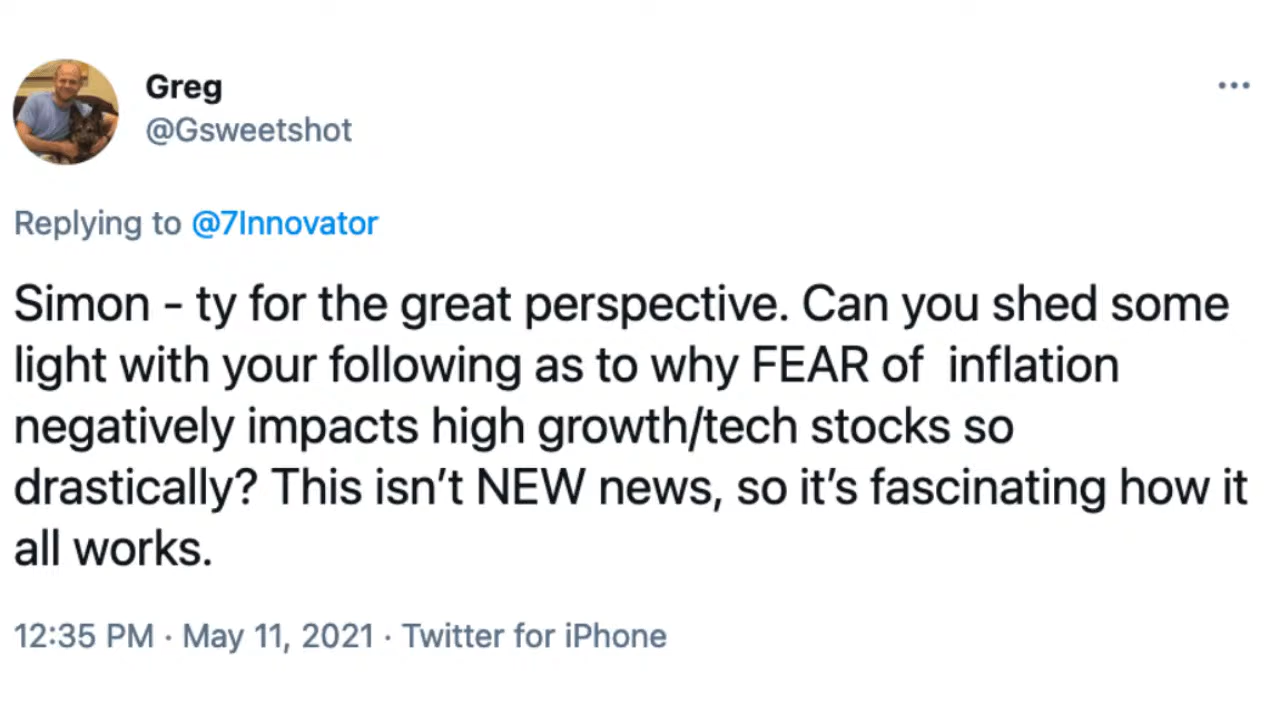 Greg
@Gsweetshot
Replying to @7Innovator
Simon - ty for the great perspective. Can you shed some
light with your following as to why FEAR of  inflation
negatively impacts high growth/tech stocks so
drastically? This isn’t NEW news, so it’s fascinating how it
all works.
12:35 PM · May 11, 2021 · Twitter for iPhone